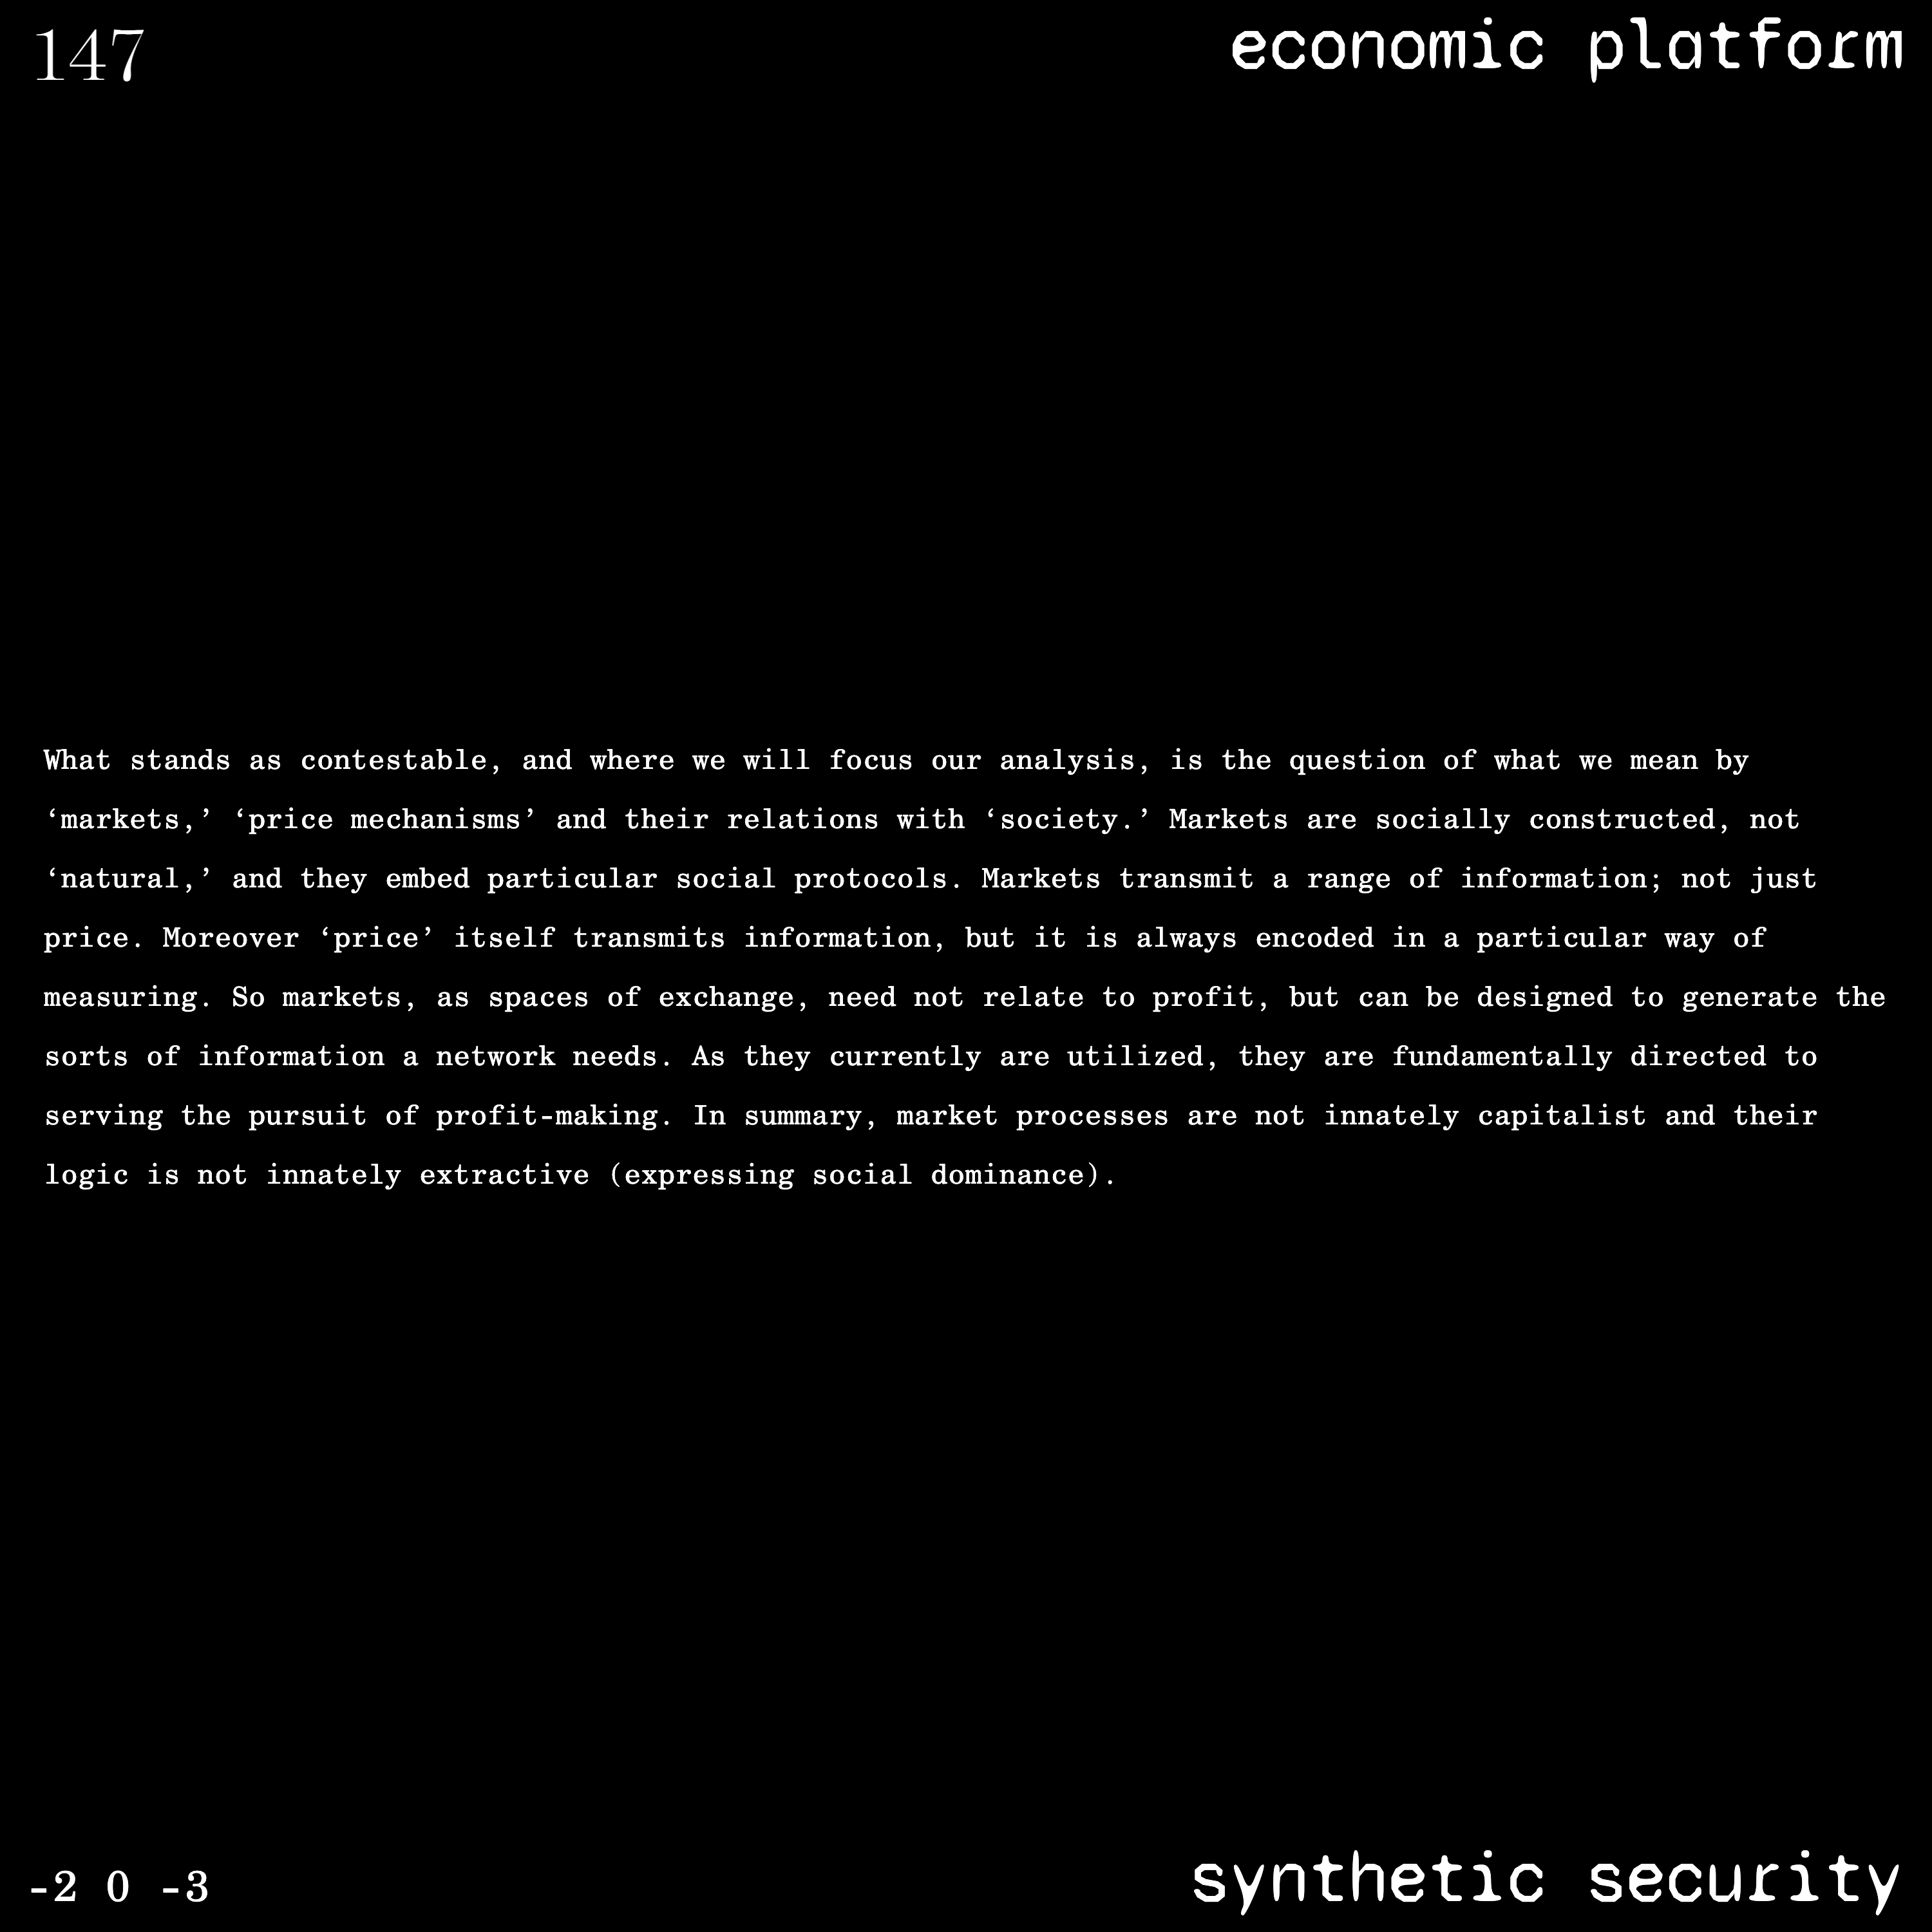 147
economic platform
What stands as contestable, and where we will focus our analysis, is the question of what we mean by
‘markets,’ ‘price mechanisms’ and their relations with ‘society.’ Markets are socially constructed, not
‘natural,’ and they embed particular social protocols. Markets transmit a range of information; not just
price. Moreover ‘price’ itself transmits information, but it is always encoded in a particular way of
measuring. So markets, as spaces of exchange, need not relate to profit, but can be designed to generate the
sorts of information a network needs. As they currently are utilized, they are fundamentally directed to
serving the pursuit of profit-making. In summary, market processes are not innately capitalist and their
logic is not innately extractive (expressing social dominance).
-2 0 -3
synthetic security